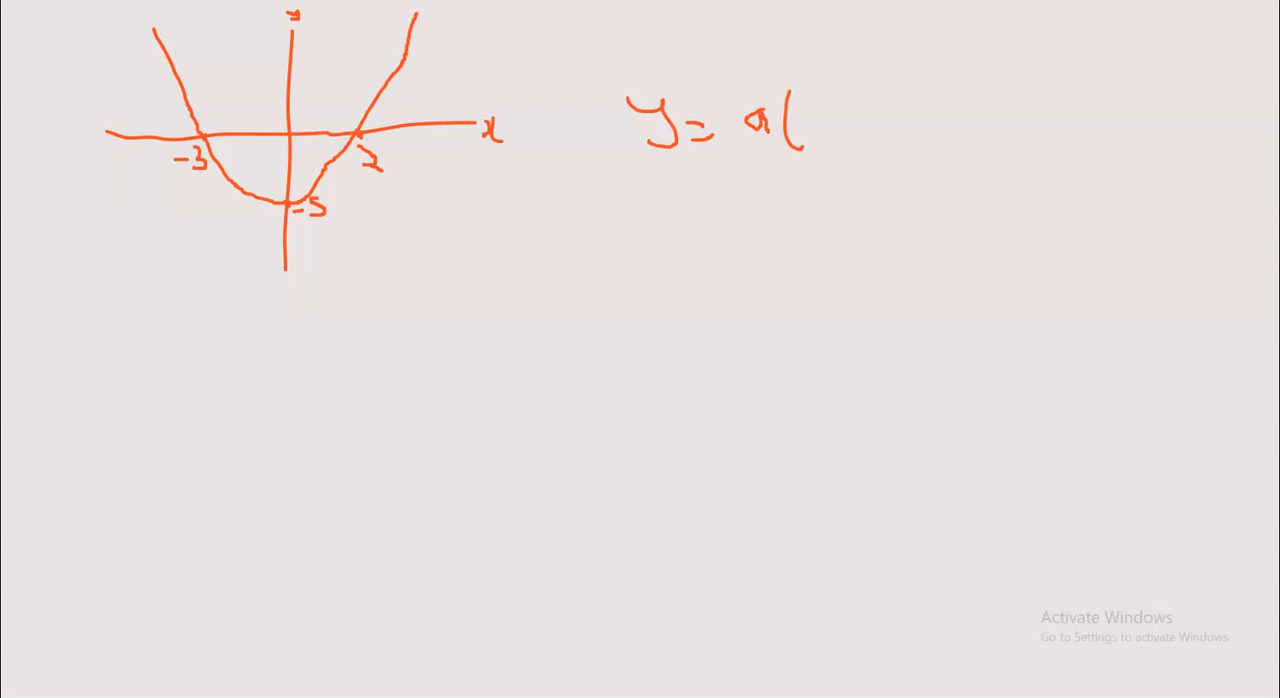 y
x
-3
2
-5
y = a(
Activate Windows
Go to Settings to activate Windows.